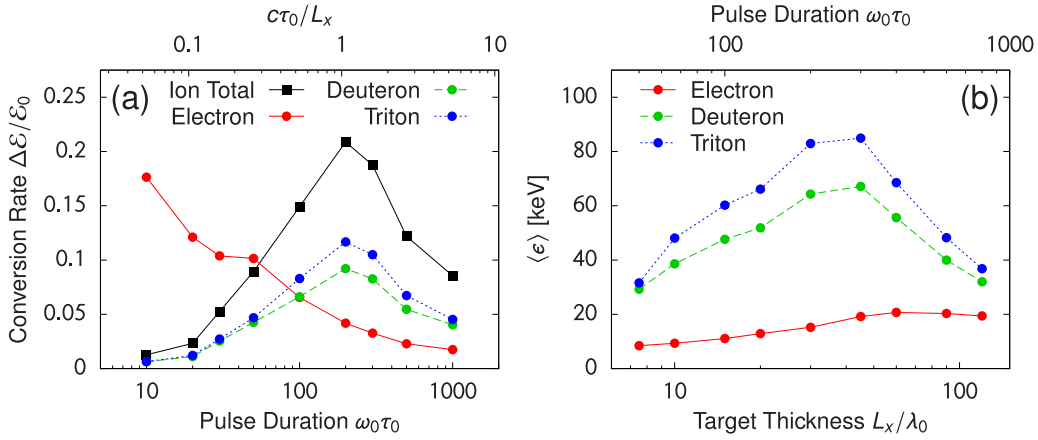 cτ₀/Lₓ
0.1 1 10
Conversion Rate Δℰ/ℰ₀
0.25
0.2
0.15
0.1
0.05
0
(a)
Ion Total
Electron
Deuteron
Triton
10 100 1000
Pulse Duration ω₀τ₀
Pulse Duration ω₀τ₀
100 1000
⟨ϵ⟩ [keV]
100
80
60
40
20
0
Electron
Deuteron
Triton
(b)
10 100
Target Thickness Lₓ/λ₀